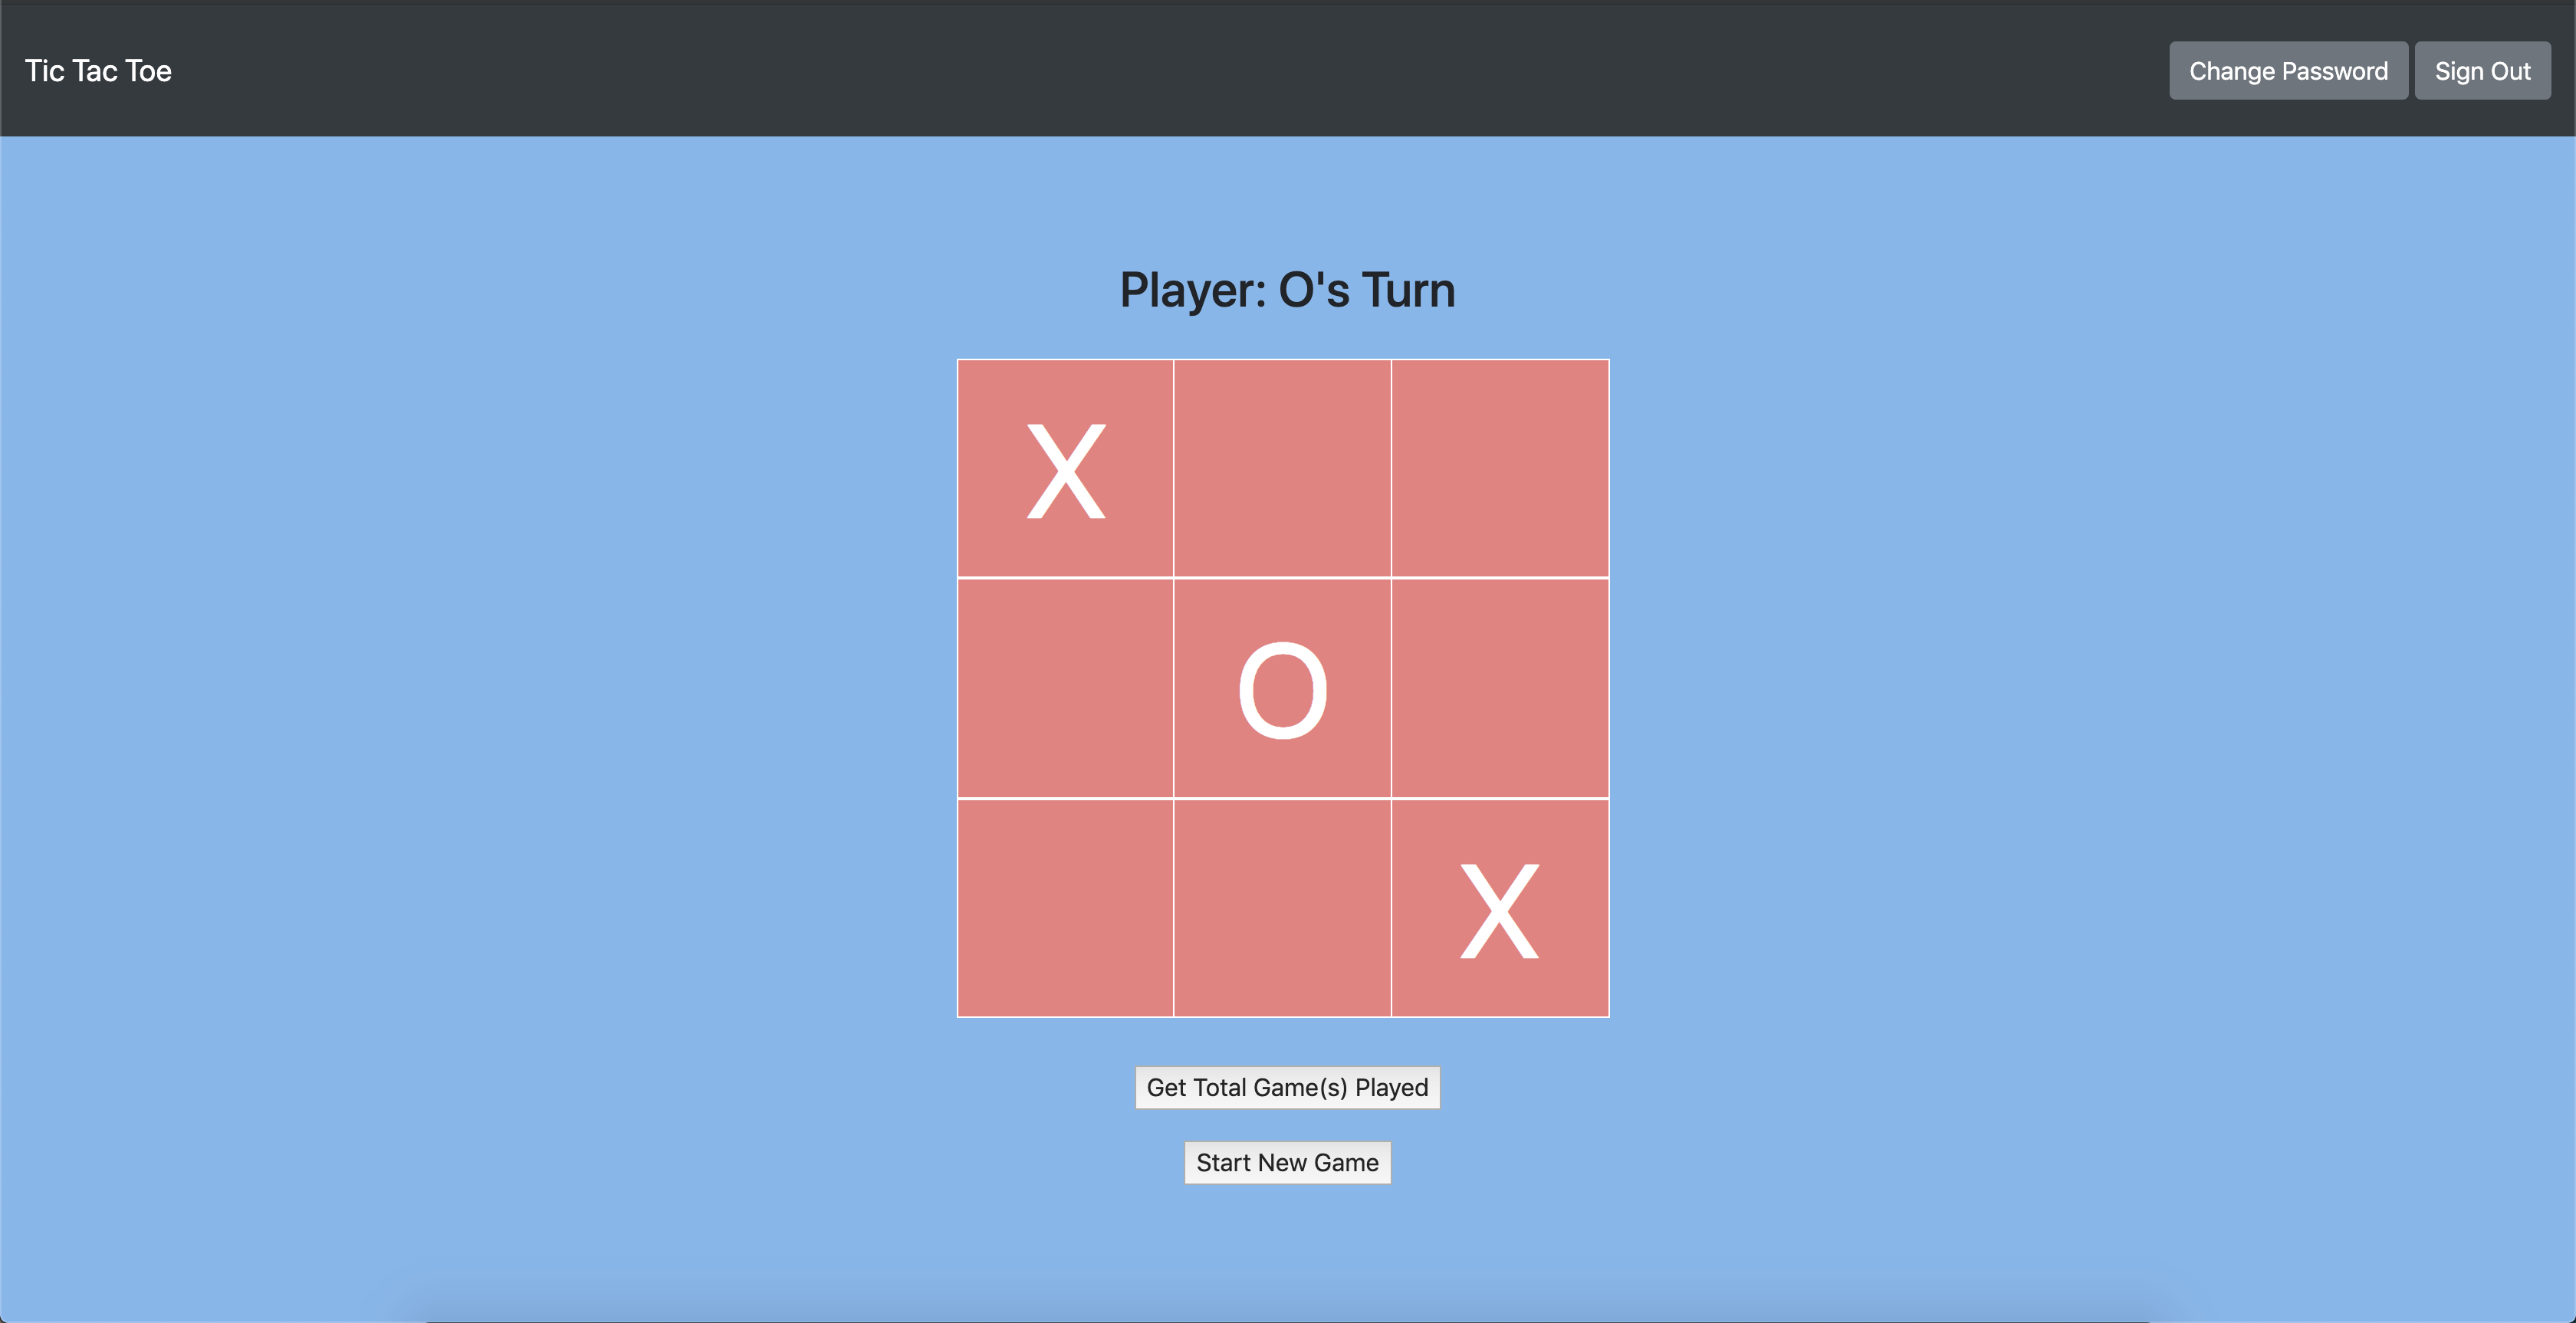 Tic Tac Toe Change Password Sign Out
Player: O's Turn
X
O
X
Get Total Game(s) Played
Start New Game